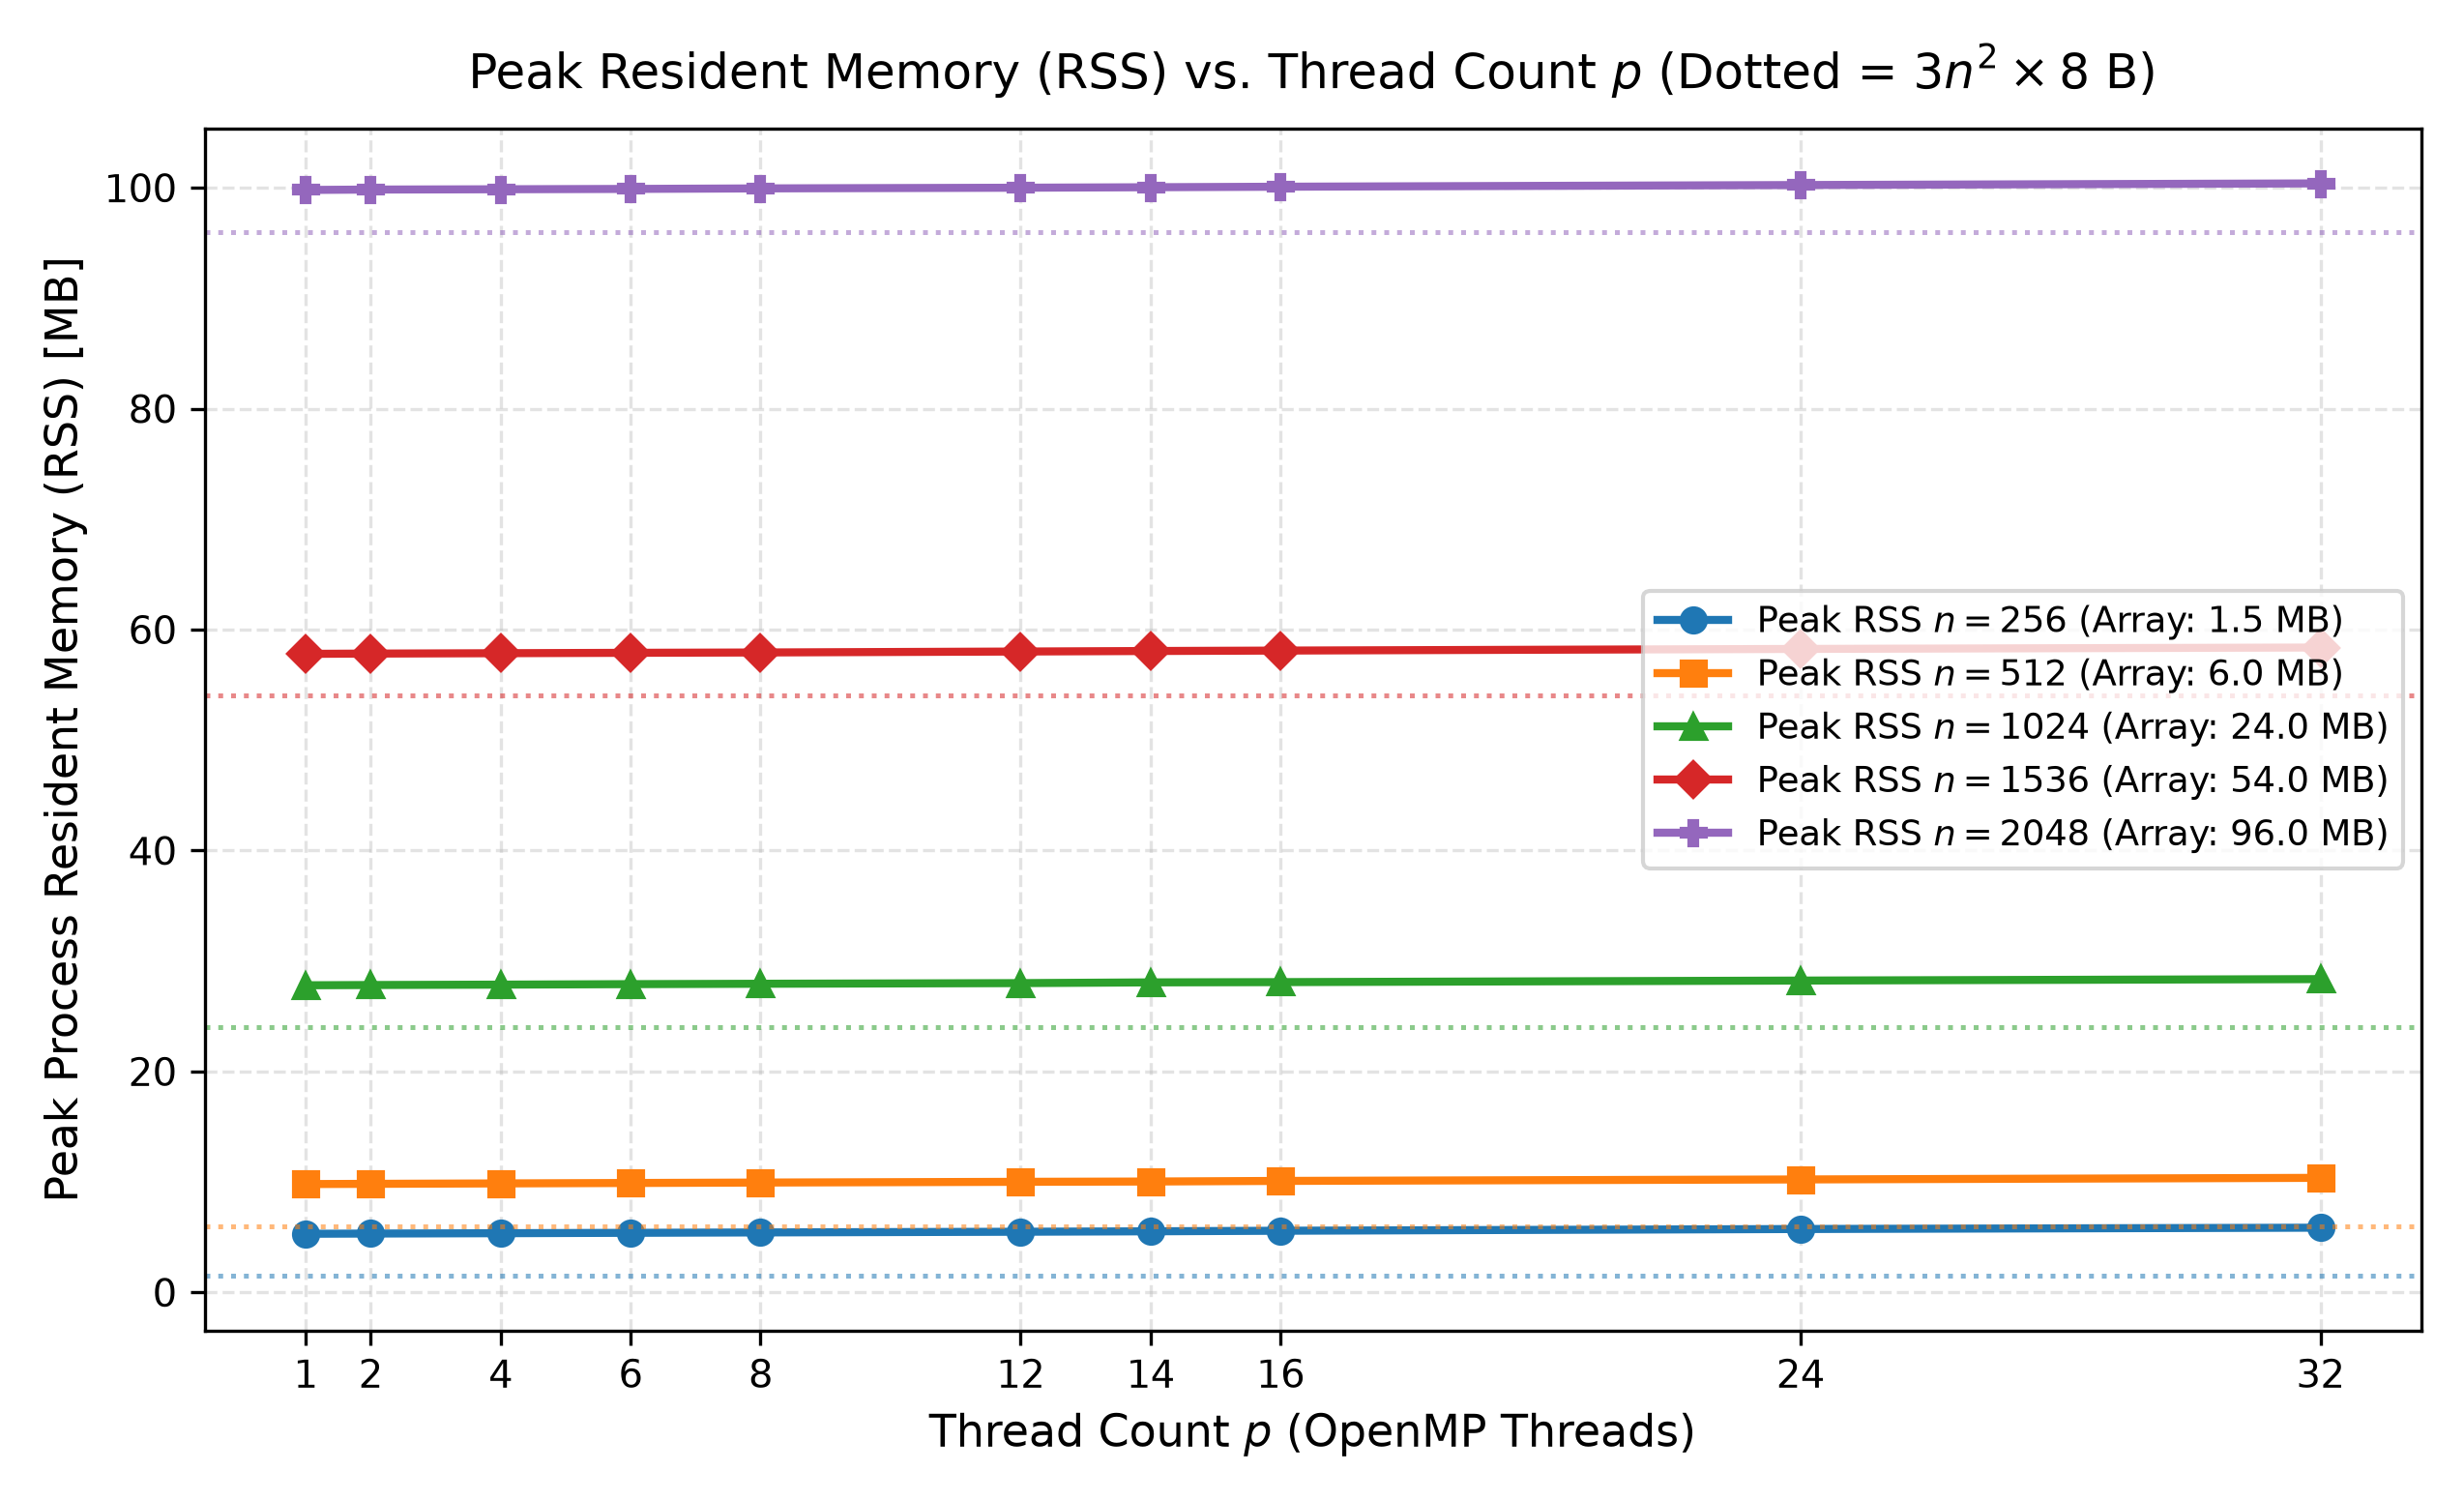 Peak Resident Memory (RSS) vs. Thread Count p (Dotted = 3n² × 8 B)
Peak Process Resident Memory (RSS) [MB]
100
80
60
40
20
0
Peak RSS n = 256 (Array: 1.5 MB)
Peak RSS n = 512 (Array: 6.0 MB)
Peak RSS n = 1024 (Array: 24.0 MB)
Peak RSS n = 1536 (Array: 54.0 MB)
Peak RSS n = 2048 (Array: 96.0 MB)
1 2 4 6 8 12 14 16 24 32
Thread Count p (OpenMP Threads)